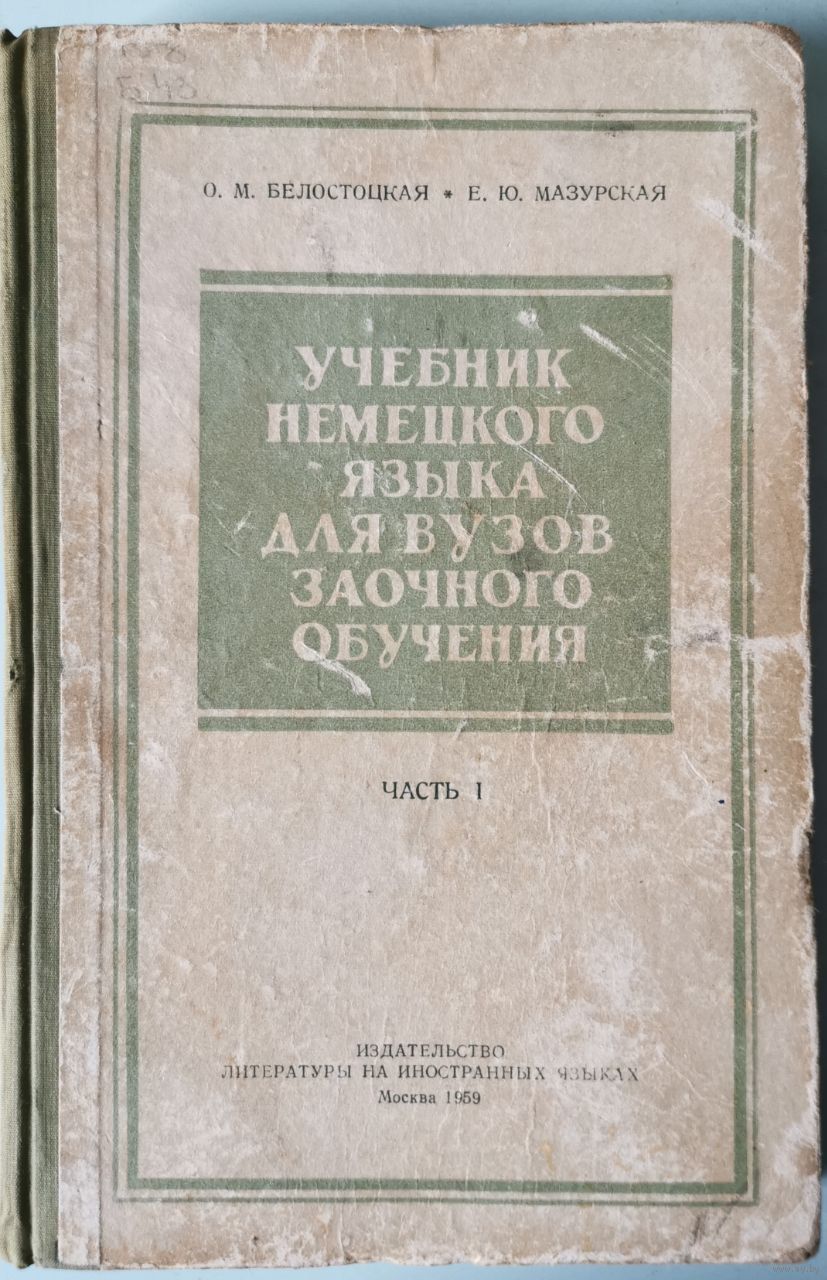 О. М. БЕЛОСТОЦКАЯ * Е. Ю. МАЗУРСКАЯ
УЧЕБНИК
НЕМЕЦКОГО
ЯЗЫКА
ДЛЯ ВУЗОВ
ЗАОЧНОГО
ОБУЧЕНИЯ
ЧАСТЬ I
ИЗДАТЕЛЬСТВО
ЛИТЕРАТУРЫ НА ИНОСТРАННЫХ ЯЗЫКАХ
Москва 1959